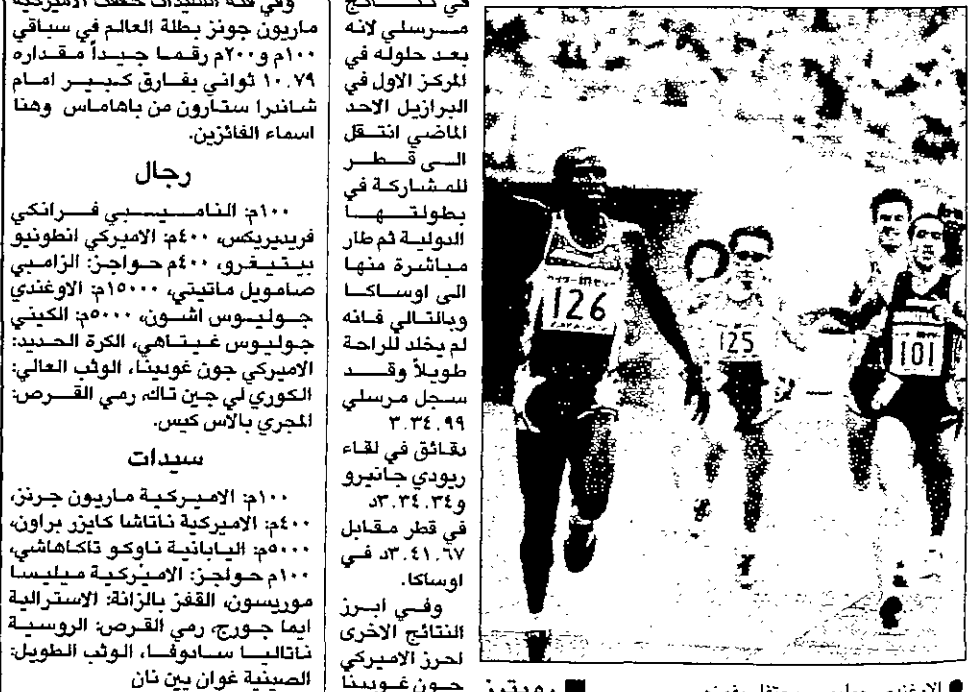 في نتائج
مرسلي لانه
بعد حلوله في
المركز الاول في
البرازيل الاحد
الماضي انتقل
الى قطر
للمشاركة في
بطولتها
الدولية ثم طار
مباشرة منها
الى اوساكا
وبالتالي فانه
لم يخلد للراحة
طويلاً وقد
سجل مرسلي
٣.٣٤.٩٩
دقائق في لقاء
ريودي جانيرو
و٣.٣٤.٣٤د
في قطر مقابل
٣.٤١.٦٧د في
اوساكا.
وفي ابرز
النتائج الاخرى
احرز الاميركي
جون غودينا
وفي فئة السيدات حققت الاميركية
ماريون جونز بطلة العالم في سباقي
١٠٠م و٢٠٠م رقما جيداً مقداره
١٠.٧٩ ثواني بفارق كبير امام
شاندرا ستارون من باهاماس وهنا
اسماء الفائزين.
رجال
١٠٠م: الناميبي فرانكي
فريديريكس، ٤٠٠م: الاميركي انطونيو
بيتيغرو، ٤٠٠م حواجز: الزامبي
صامويل ماتيتي، ١٥٠٠٠م: الاوغندي
جوليوس اشون، ٥٠٠٠م: الكيني
جوليوس غيتاهي، الكرة الحديد:
الاميركي جون غودينا، الوثب العالي:
الكوري لي جين تاك، رمي القرص:
المجري بالاس كيس.
سيدات
١٠٠م: الاميركية ماريون جرنز،
٤٠٠م: الاميركية ناتاشا كايزر براون،
٥٠٠٠م: اليابانية ناوكو تاكاهاشي،
١٠٠م حواجز: الاميركية ميليسا
موريسون، القفز بالزانة: الاسترالية
ايما جورج، رمي القرص: الروسية
ناتاليا سادوفا، الوثب الطويل:
الصينية غوان يين نان
126
125
101
رويترز